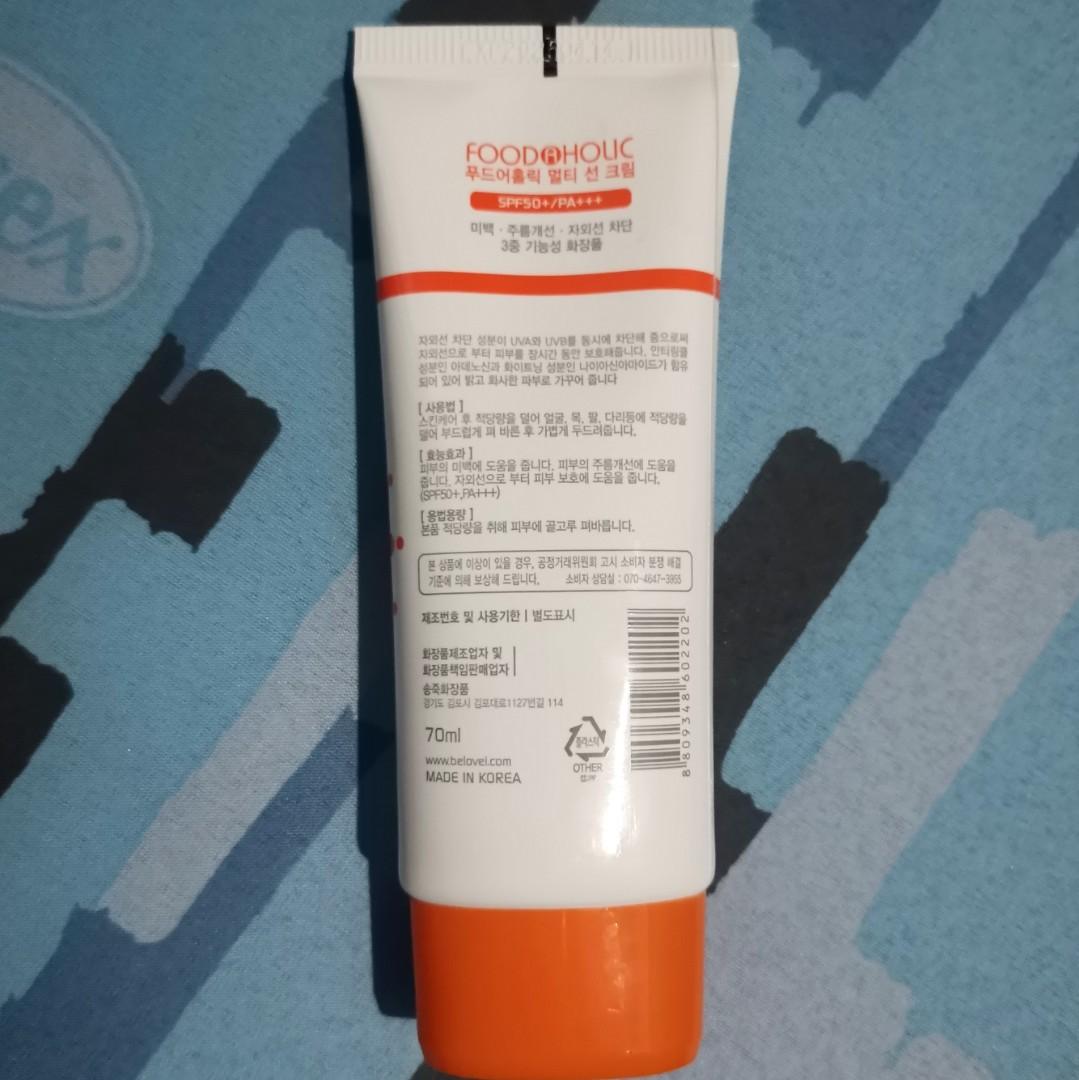 FOODAHOLIC
푸드어홀릭 멀티 선 크림
SPF50+/PA+++
미백 · 주름개선 · 자외선 차단
3중 기능성 화장품
자외선 차단 성분이 UVA와 UVB를 동시에 차단해 줌으로써
자외선으로 부터 피부를 장시간 동안 보호해줍니다. 안티링클
성분인 아데노신과 화이트닝 성분인 나이아신아마이드가 함유
되어 있어 밝고 화사한 피부로 가꾸어 줍니다
[ 사용법 ]
스킨케어 후 적당량을 덜어 얼굴, 목, 팔, 다리등에 적당량을
덜어 부드럽게 펴 바른 후 가볍게 두드려줍니다.
[ 효능효과 ]
피부의 미백에 도움을 줍니다. 피부의 주름개선에 도움을
줍니다. 자외선으로 부터 피부 보호에 도움을 줍니다.
(SPF50+,PA+++)
[ 용법용량 ]
본품 적당량을 취해 피부에 골고루 펴바릅니다.
본 상품에 이상이 있을 경우, 공정거래위원회 고시 소비자 분쟁 해결
기준에 의해 보상해 드립니다. 소비자 상담실 : 070-4647-3955
제조번호 및 사용기한 | 별도표시
화장품제조업자 및
화장품책임판매업자
송죽화장품
경기도 김포시 김포대로1127번길 114
70ml
www.belovei.com
MADE IN KOREA
플라스틱
OTHER
캡:PP
8 809348 602202